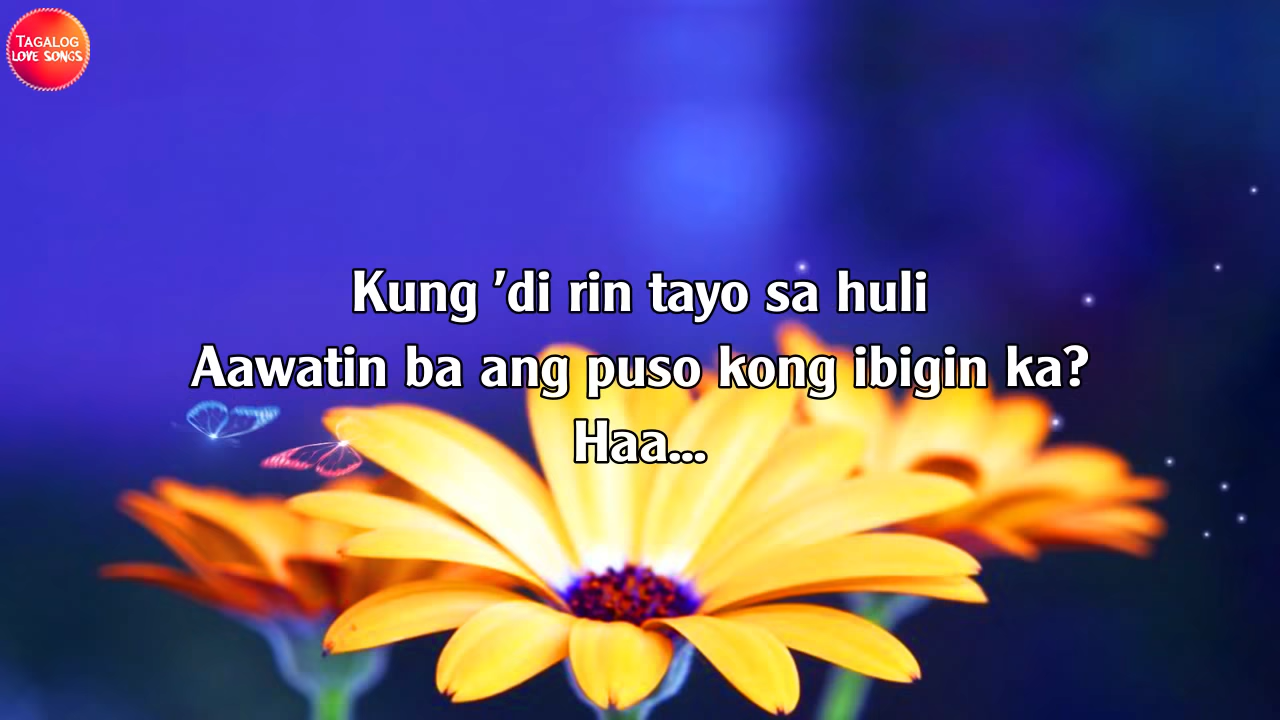 TAGALOG
LOVE SONGS
Kung 'di rin tayo sa huli
Aawatin ba ang puso kong ibigin ka?
Haa...